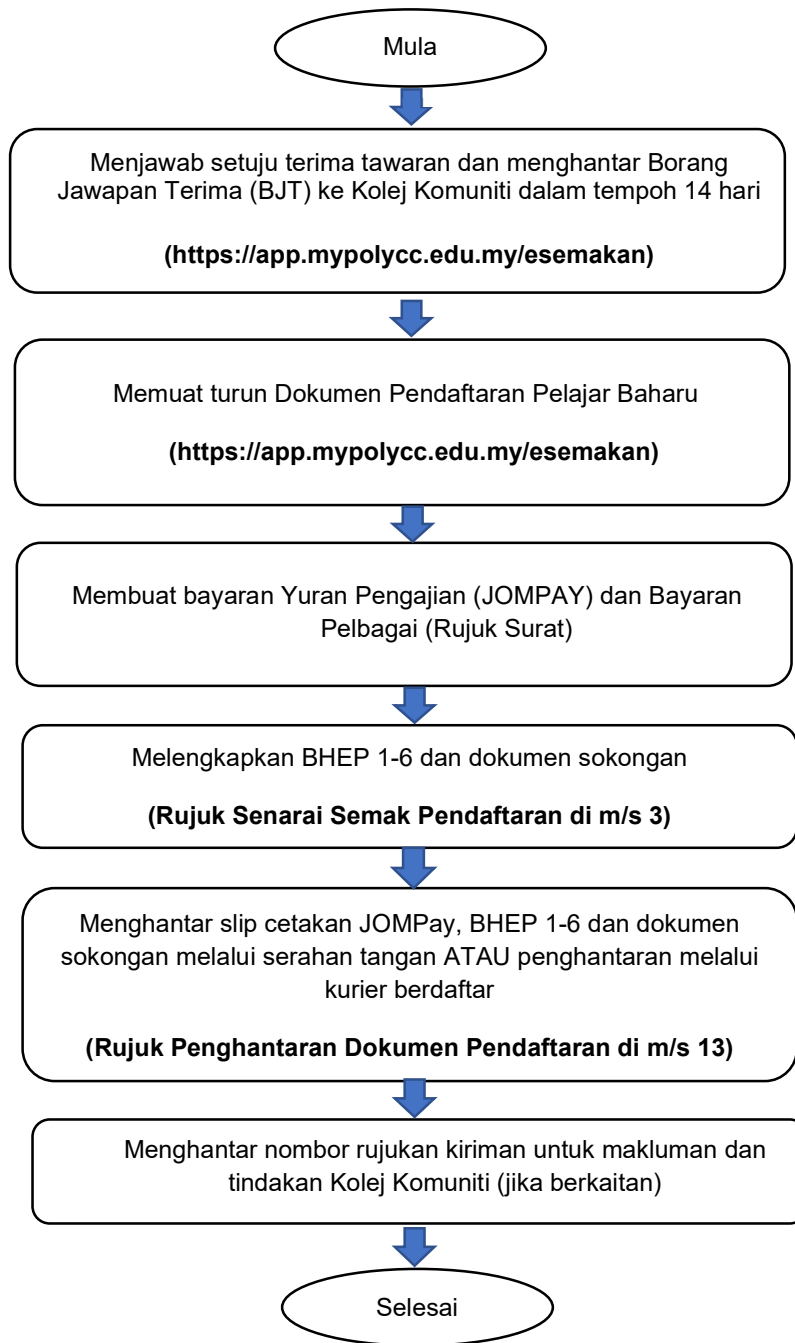 Mula
Menjawab setuju terima tawaran dan menghantar Borang
Jawapan Terima (BJT) ke Kolej Komuniti dalam tempoh 14 hari
(https://app.mypolycc.edu.my/esemakan)
Memuat turun Dokumen Pendaftaran Pelajar Baharu
(https://app.mypolycc.edu.my/esemakan)
Membuat bayaran Yuran Pengajian (JOMPAY) dan Bayaran
Pelbagai (Rujuk Surat)
Melengkapkan BHEP 1-6 dan dokumen sokongan
(Rujuk Senarai Semak Pendaftaran di m/s 3)
Menghantar slip cetakan JOMPay, BHEP 1-6 dan dokumen
sokongan melalui serahan tangan ATAU penghantaran melalui
kurier berdaftar
(Rujuk Penghantaran Dokumen Pendaftaran di m/s 13)
Menghantar nombor rujukan kiriman untuk makluman dan
tindakan Kolej Komuniti (jika berkaitan)
Selesai